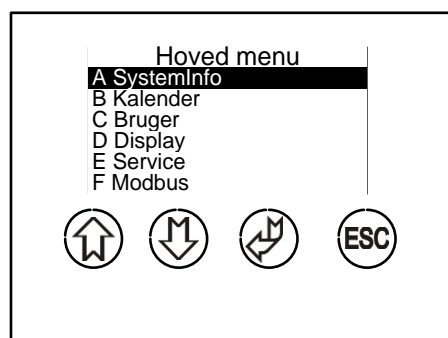 Hoved menu
A SystemInfo
B Kalender
C Bruger
D Display
E Service
F Modbus
ESC